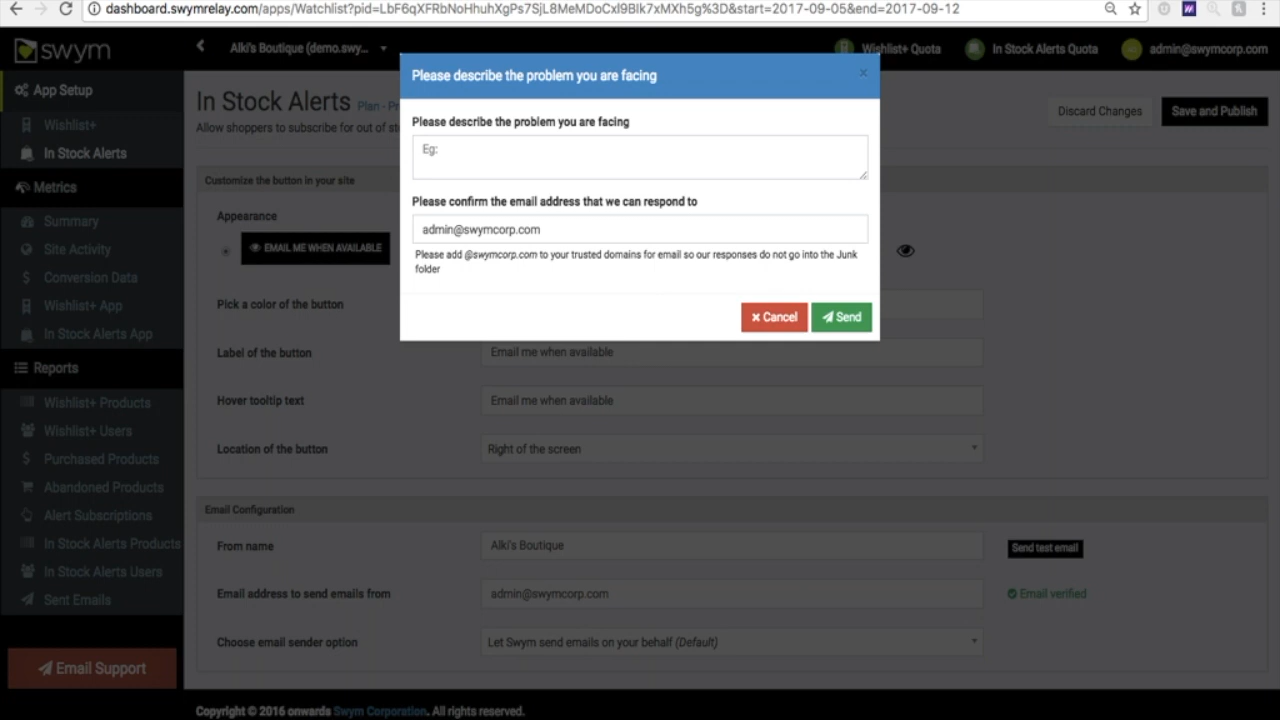 dashboard.swymrelay.com/apps/Watchlist?pid=LbF6qXFRbNoHhuhXgPs7SjL8MeMDoCxl9Blk7xMXh5g%3D&start=2017-09-05&end=2017-09-12
swym
Alki's Boutique (demo.swy...
Wishlist+ Quota
In Stock Alerts Quota
admin@swymcorp.com
App Setup
Wishlist+
In Stock Alerts
Metrics
Summary
Site Activity
Conversion Data
Wishlist+ App
In Stock Alerts App
Reports
Wishlist+ Products
Wishlist+ Users
Purchased Products
Abandoned Products
Alert Subscriptions
In Stock Alerts Products
In Stock Alerts Users
Sent Emails
Email Support
In Stock Alerts Plan - Pr
Allow shoppers to subscribe for out of st
Discard Changes
Save and Publish
Please describe the problem you are facing
×
Please describe the problem you are facing
Eg:
Please confirm the email address that we can respond to
admin@swymcorp.com
Please add @swymcorp.com to your trusted domains for email so our responses do not go into the Junk
folder
Cancel
Send
Customize the button in your site
Appearance
EMAIL ME WHEN AVAILABLE
Pick a color of the button
Label of the button
Email me when available
Hover tooltip text
Email me when available
Location of the button
Right of the screen
Email Configuration
From name
Alki's Boutique
Send test email
Email address to send emails from
admin@swymcorp.com
Email verified
Choose email sender option
Let Swym send emails on your behalf (Default)
Copyright © 2016 onwards Swym Corporation. All rights reserved.